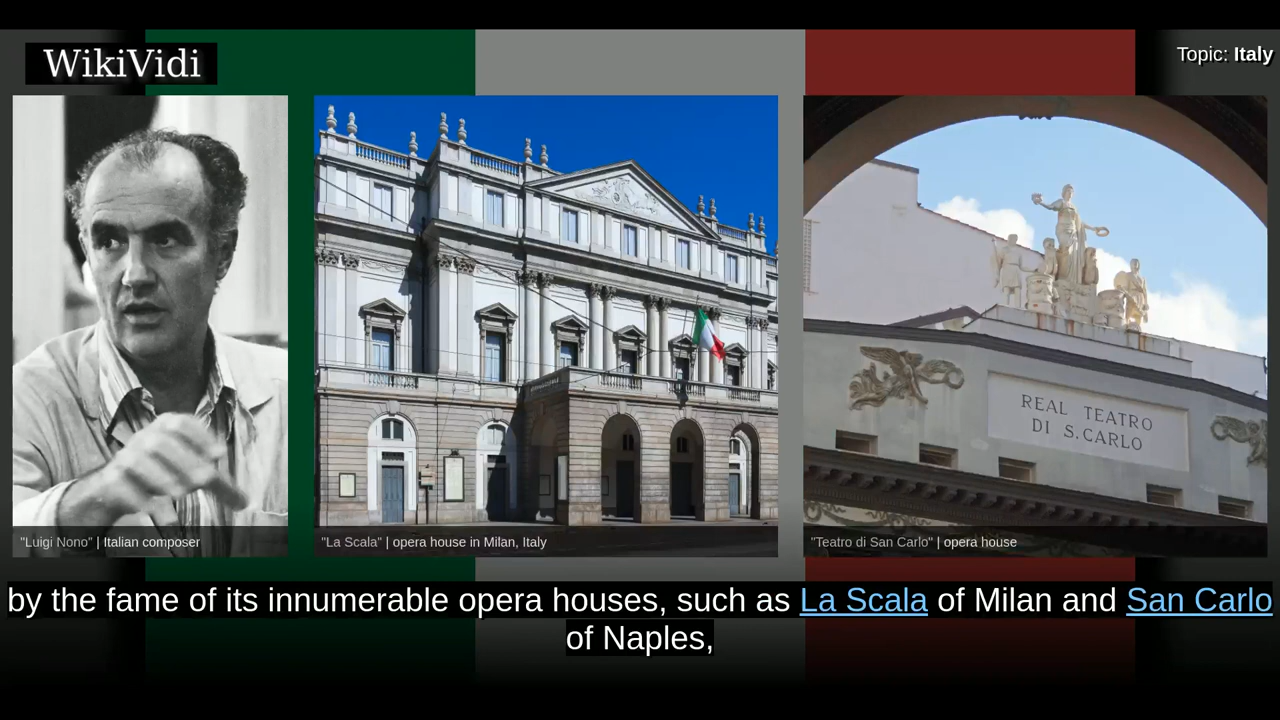 WikiVidi
Topic: Italy
"Luigi Nono" | Italian composer
"La Scala" | opera house in Milan, Italy
REAL TEATRO
DI S.CARLO
"Teatro di San Carlo" | opera house
by the fame of its innumerable opera houses, such as La Scala of Milan and San Carlo
of Naples,